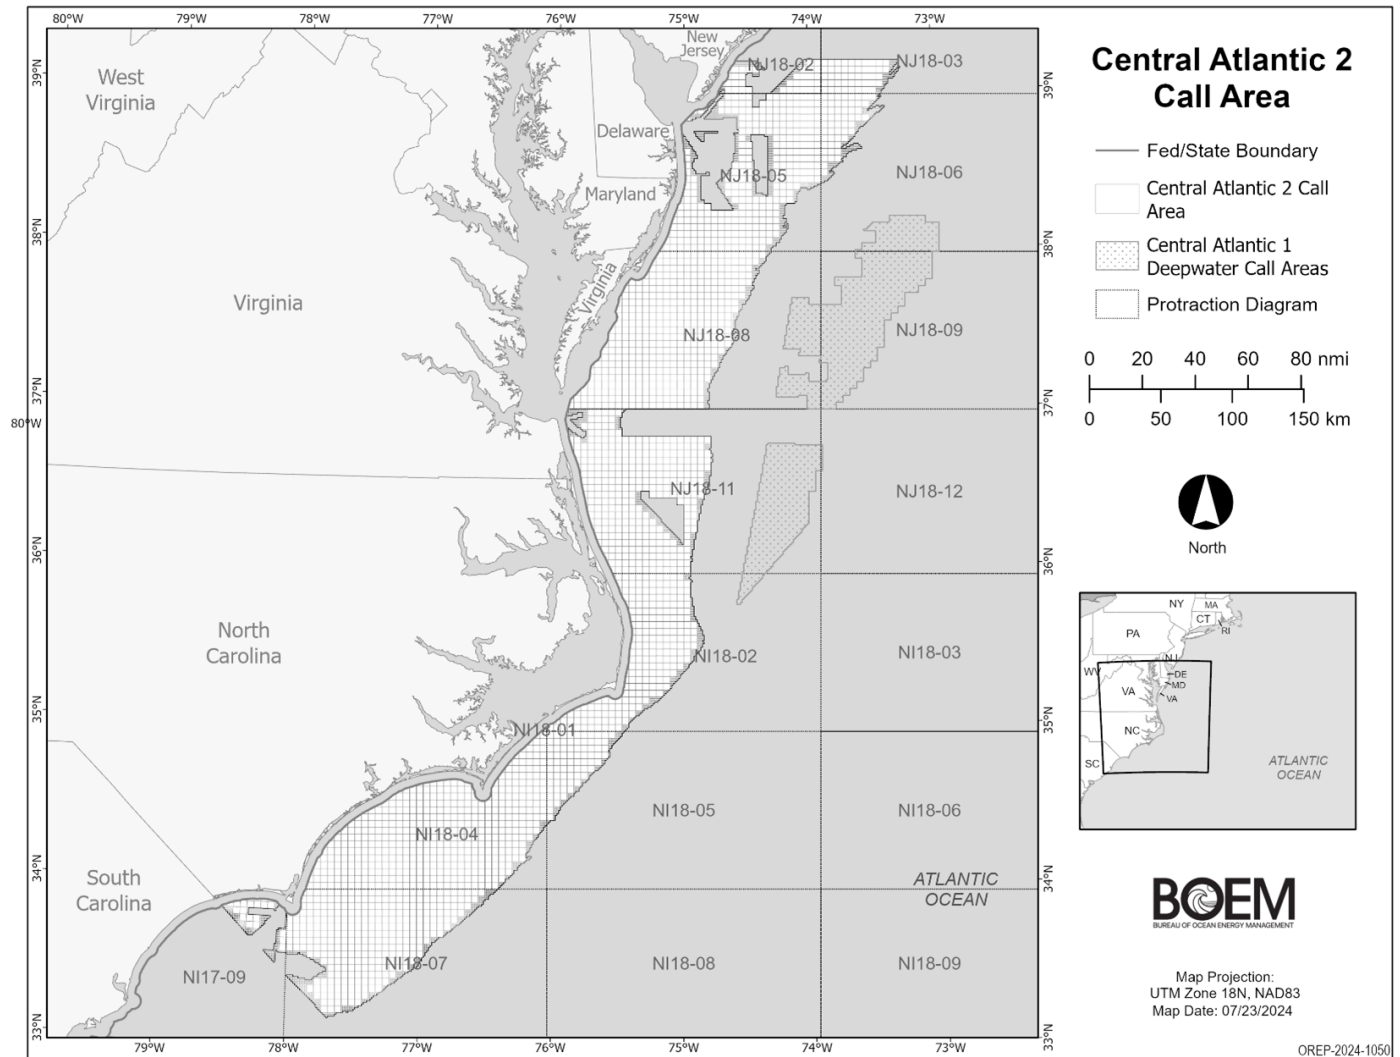 80°W 79°W 78°W 77°W 76°W 75°W 74°W 73°W
39°N
38°N
37°N
80°W
36°N
35°N
34°N
33°N
39°N
38°N
37°N
36°N
35°N
34°N
33°N
79°W 78°W 77°W 76°W 75°W 74°W 73°W
West
Virginia
New
Jersey
Delaware
Maryland
Virginia
Virginia
North
Carolina
South
Carolina
NJ18-02
NJ18-03
NJ18-05
NJ18-06
NJ18-08
NJ18-09
NJ18-11
NJ18-12
NI18-02
NI18-03
NI18-01
NI18-04
NI18-05
NI18-06
ATLANTIC
OCEAN
NI17-09
NI18-07
NI18-08
NI18-09
Central Atlantic 2
Call Area
Fed/State Boundary
Central Atlantic 2 Call
Area
Central Atlantic 1
Deepwater Call Areas
Protraction Diagram
0 20 40 60 80 nmi
0 50 100 150 km
North
NY
MA
CT
RI
PA
NJ
WV
DE
MD
VA
VA
NC
SC
ATLANTIC
OCEAN
BOEM
BUREAU OF OCEAN ENERGY MANAGEMENT
Map Projection:
UTM Zone 18N, NAD83
Map Date: 07/23/2024
OREP-2024-1050